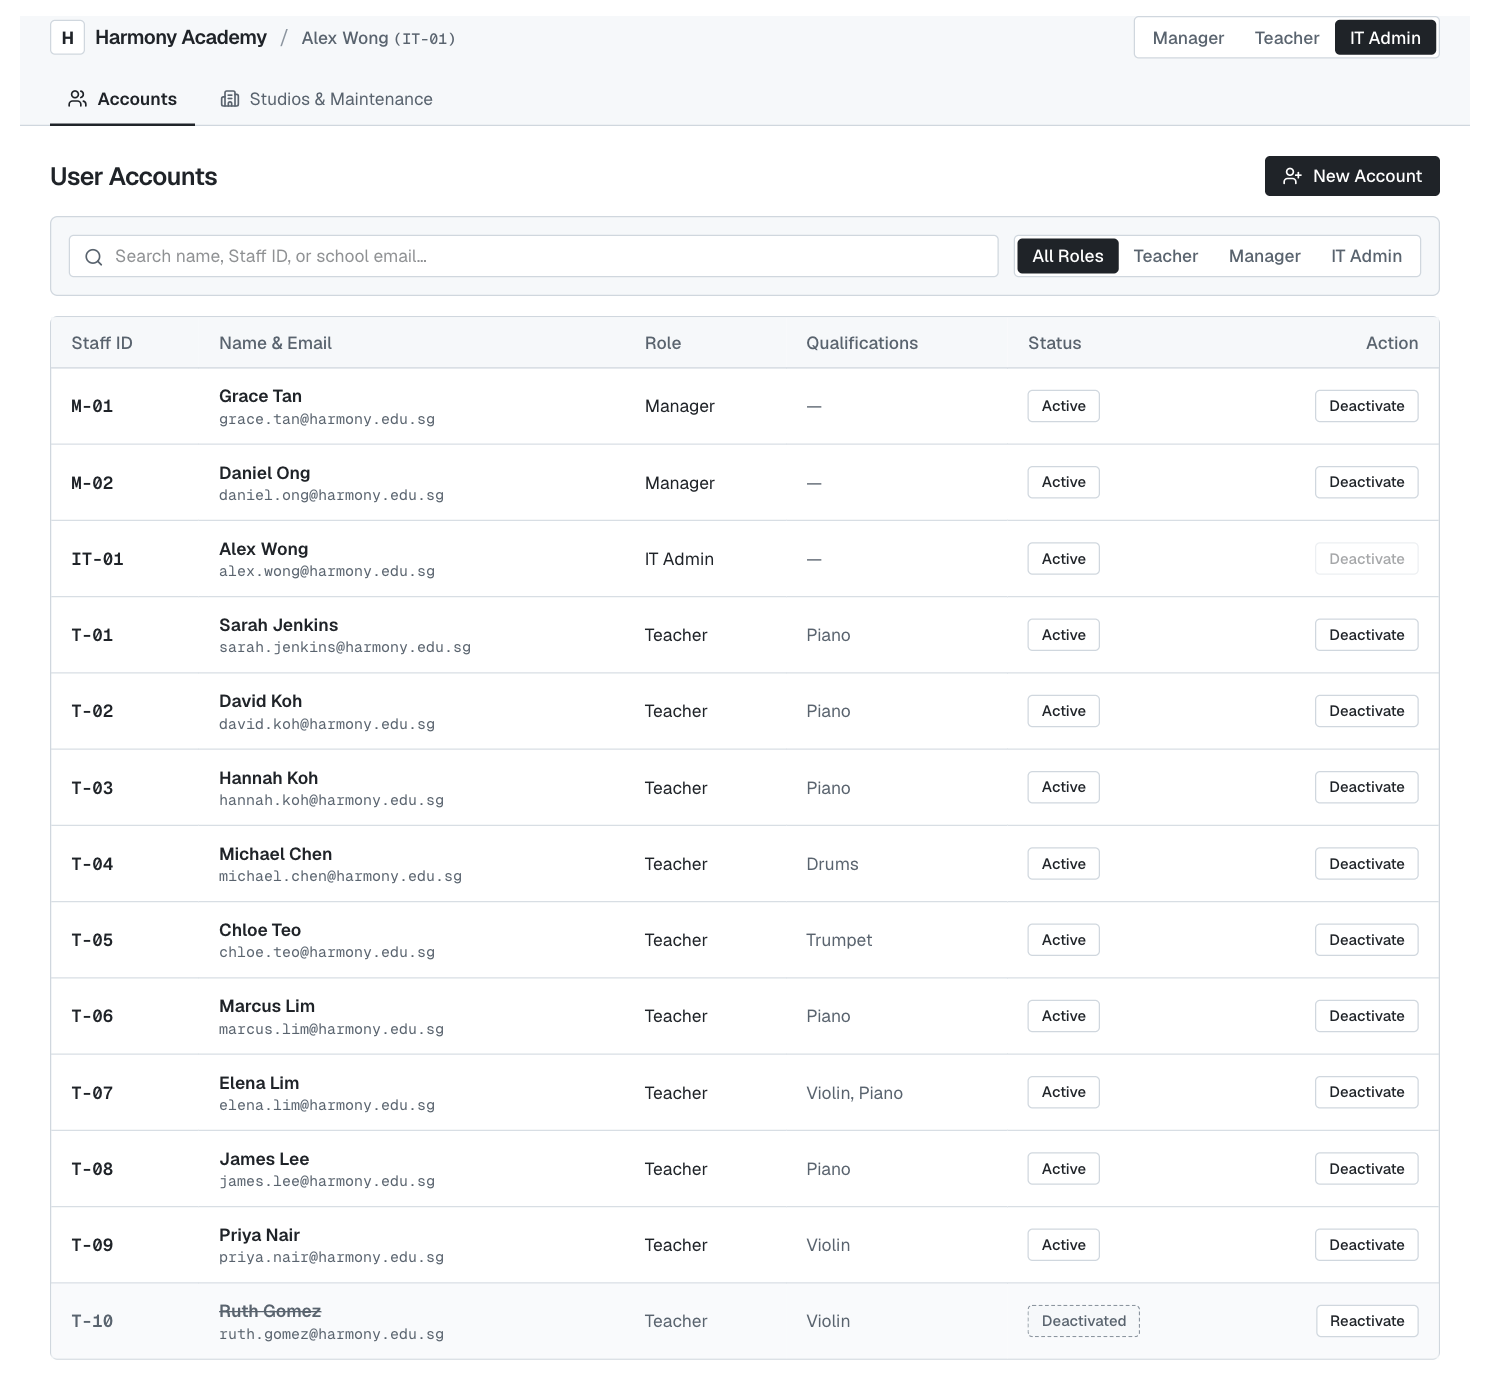 H Harmony Academy / Alex Wong (IT-01) Manager Teacher IT Admin
Accounts Studios & Maintenance
User Accounts New Account
Search name, Staff ID, or school email... All Roles Teacher Manager IT Admin
Staff ID Name & Email Role Qualifications Status Action
M-01 Grace Tan Manager — Active Deactivate
grace.tan@harmony.edu.sg
M-02 Daniel Ong Manager — Active Deactivate
daniel.ong@harmony.edu.sg
IT-01 Alex Wong IT Admin — Active Deactivate
alex.wong@harmony.edu.sg
T-01 Sarah Jenkins Teacher Piano Active Deactivate
sarah.jenkins@harmony.edu.sg
T-02 David Koh Teacher Piano Active Deactivate
david.koh@harmony.edu.sg
T-03 Hannah Koh Teacher Piano Active Deactivate
hannah.koh@harmony.edu.sg
T-04 Michael Chen Teacher Drums Active Deactivate
michael.chen@harmony.edu.sg
T-05 Chloe Teo Teacher Trumpet Active Deactivate
chloe.teo@harmony.edu.sg
T-06 Marcus Lim Teacher Piano Active Deactivate
marcus.lim@harmony.edu.sg
T-07 Elena Lim Teacher Violin, Piano Active Deactivate
elena.lim@harmony.edu.sg
T-08 James Lee Teacher Piano Active Deactivate
james.lee@harmony.edu.sg
T-09 Priya Nair Teacher Violin Active Deactivate
priya.nair@harmony.edu.sg
T-10 Ruth Gomez Teacher Violin Deactivated Reactivate
ruth.gomez@harmony.edu.sg